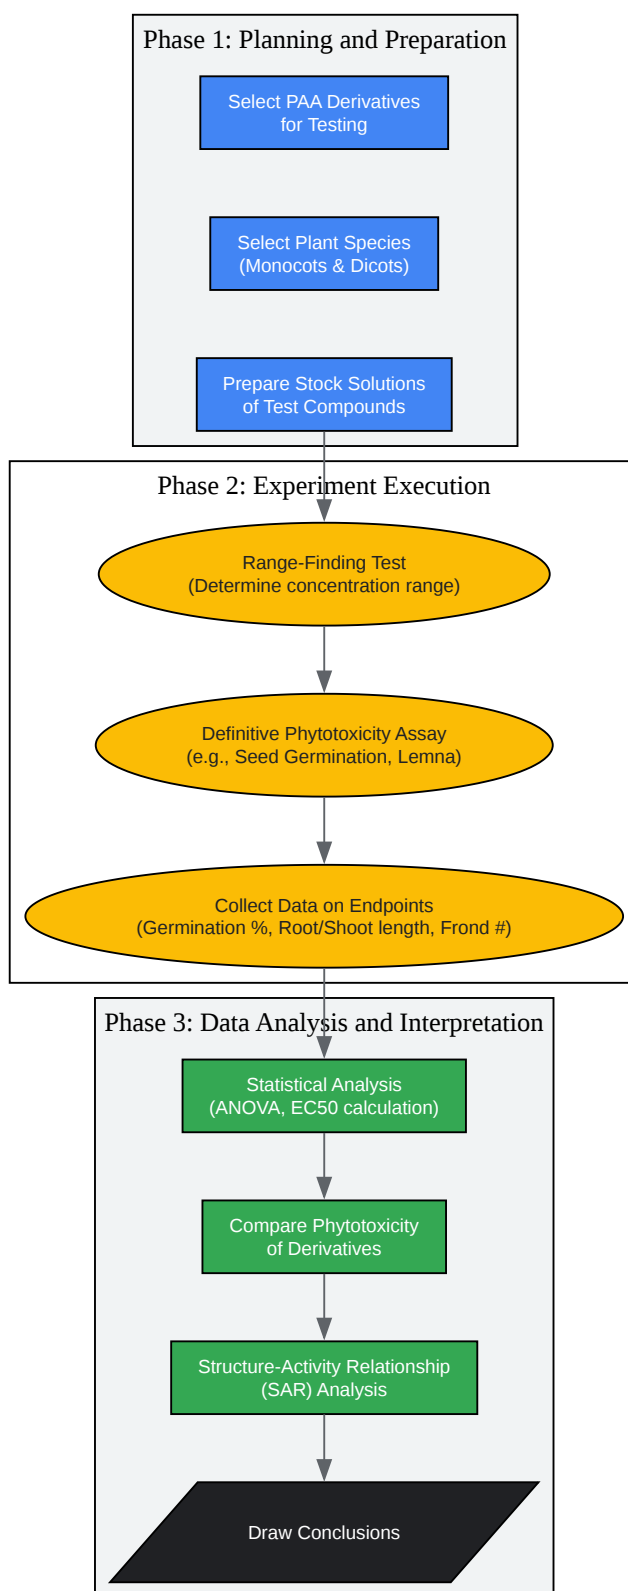 Phase 1: Planning and Preparation
Select PAA Derivatives
for Testing
Select Plant Species
(Monocots & Dicots)
Prepare Stock Solutions
of Test Compounds
Phase 2: Experiment Execution
Range-Finding Test
(Determine concentration range)
Definitive Phytotoxicity Assay
(e.g., Seed Germination, Lemna)
Collect Data on Endpoints
(Germination %, Root/Shoot length, Frond #)
Phase 3: Data Analysis and Interpretation
Statistical Analysis
(ANOVA, EC50 calculation)
Compare Phytotoxicity
of Derivatives
Structure-Activity Relationship
(SAR) Analysis
Draw Conclusions